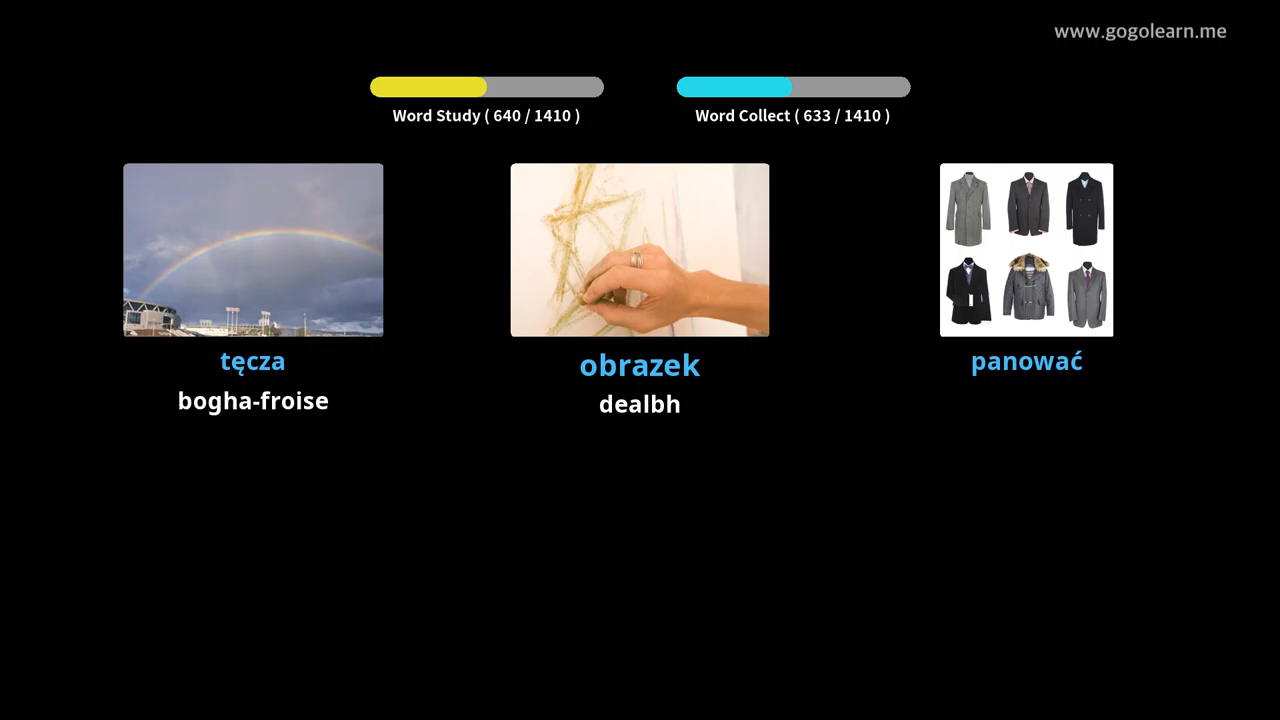 www.gogolearn.me
Word Study ( 640 / 1410 )
Word Collect ( 633 / 1410 )
tęcza
bogha-froise
obrazek
dealbh
panować